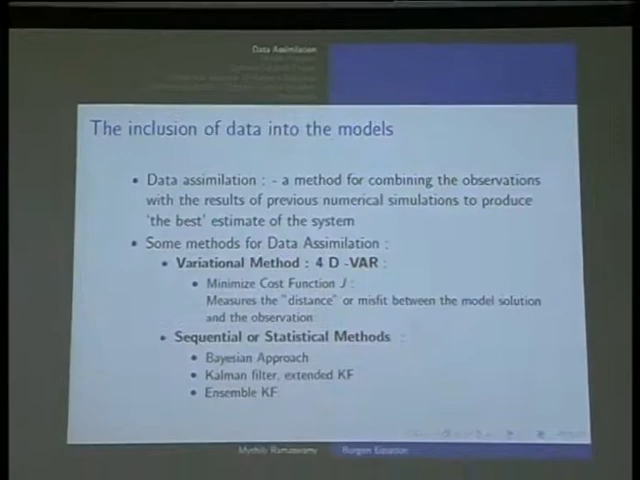 Data Assimilation
The inclusion of data into the models
• Data assimilation : - a method for combining the observations
with the results of previous numerical simulations to produce
'the best' estimate of the system
• Some methods for Data Assimilation :
• Variational Method : 4 D -VAR :
• Minimize Cost Function J :
Measures the "distance" or misfit between the model solution
and the observation
• Sequential or Statistical Methods :
• Bayesian Approach
• Kalman filter, extended KF
• Ensemble KF
Mythily Ramaswamy Burgers Equation